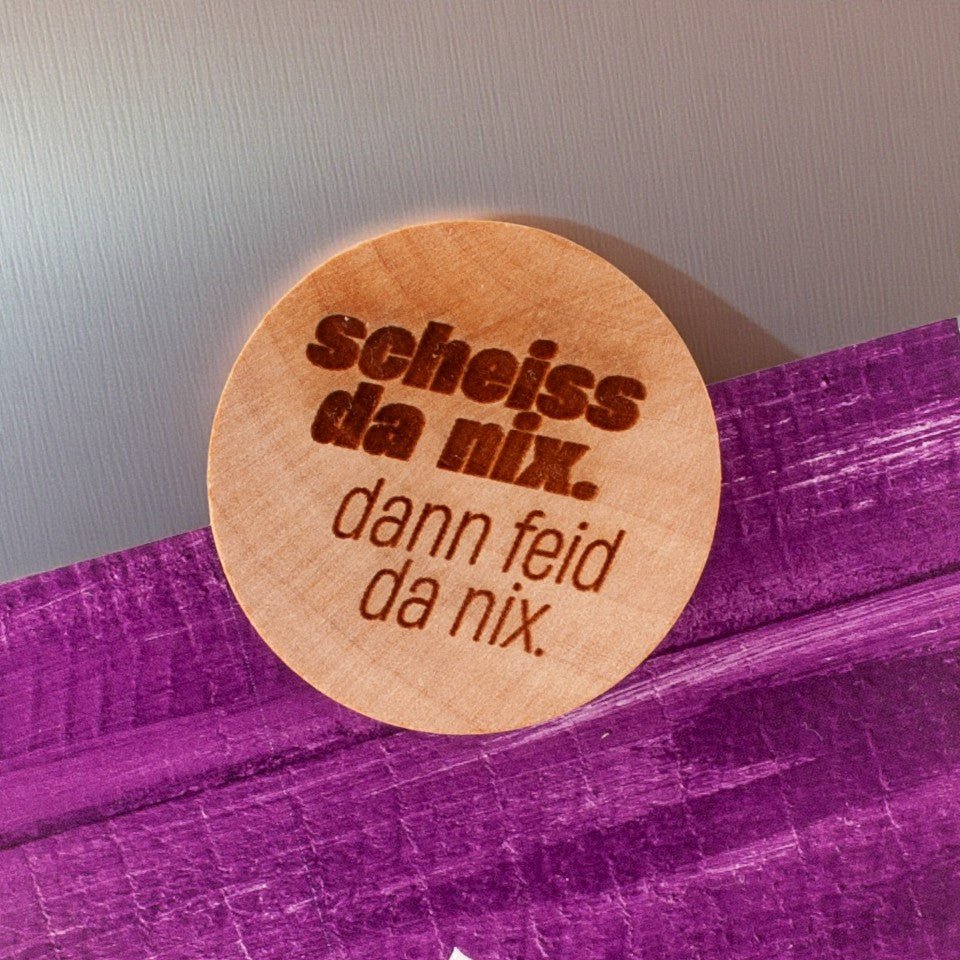 scheiss
da nix.
dann feid
da nix.